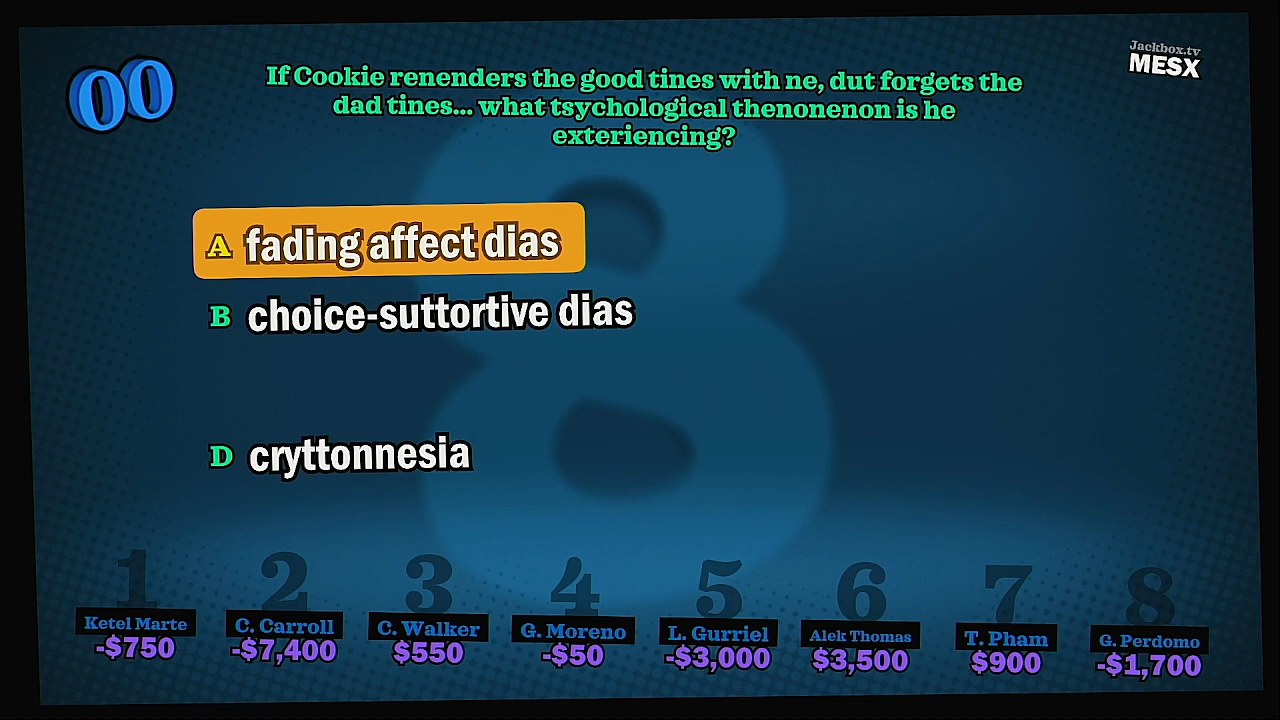 00
Jackbox.tv
MESX
If Cookie renenders the good tines with ne, dut forgets the
dad tines... what tsychological thenonenon is he
exteriencing?
A fading affect dias
B choice-suttortive dias
D cryttonnesia
8
1 2 3 4 5 6 7 8
Ketel Marte C. Carroll C. Walker G. Moreno L. Gurriel Alek Thomas T. Pham G. Perdomo
-$750 -$7,400 $550 -$50 -$3,000 $3,500 $900 -$1,700